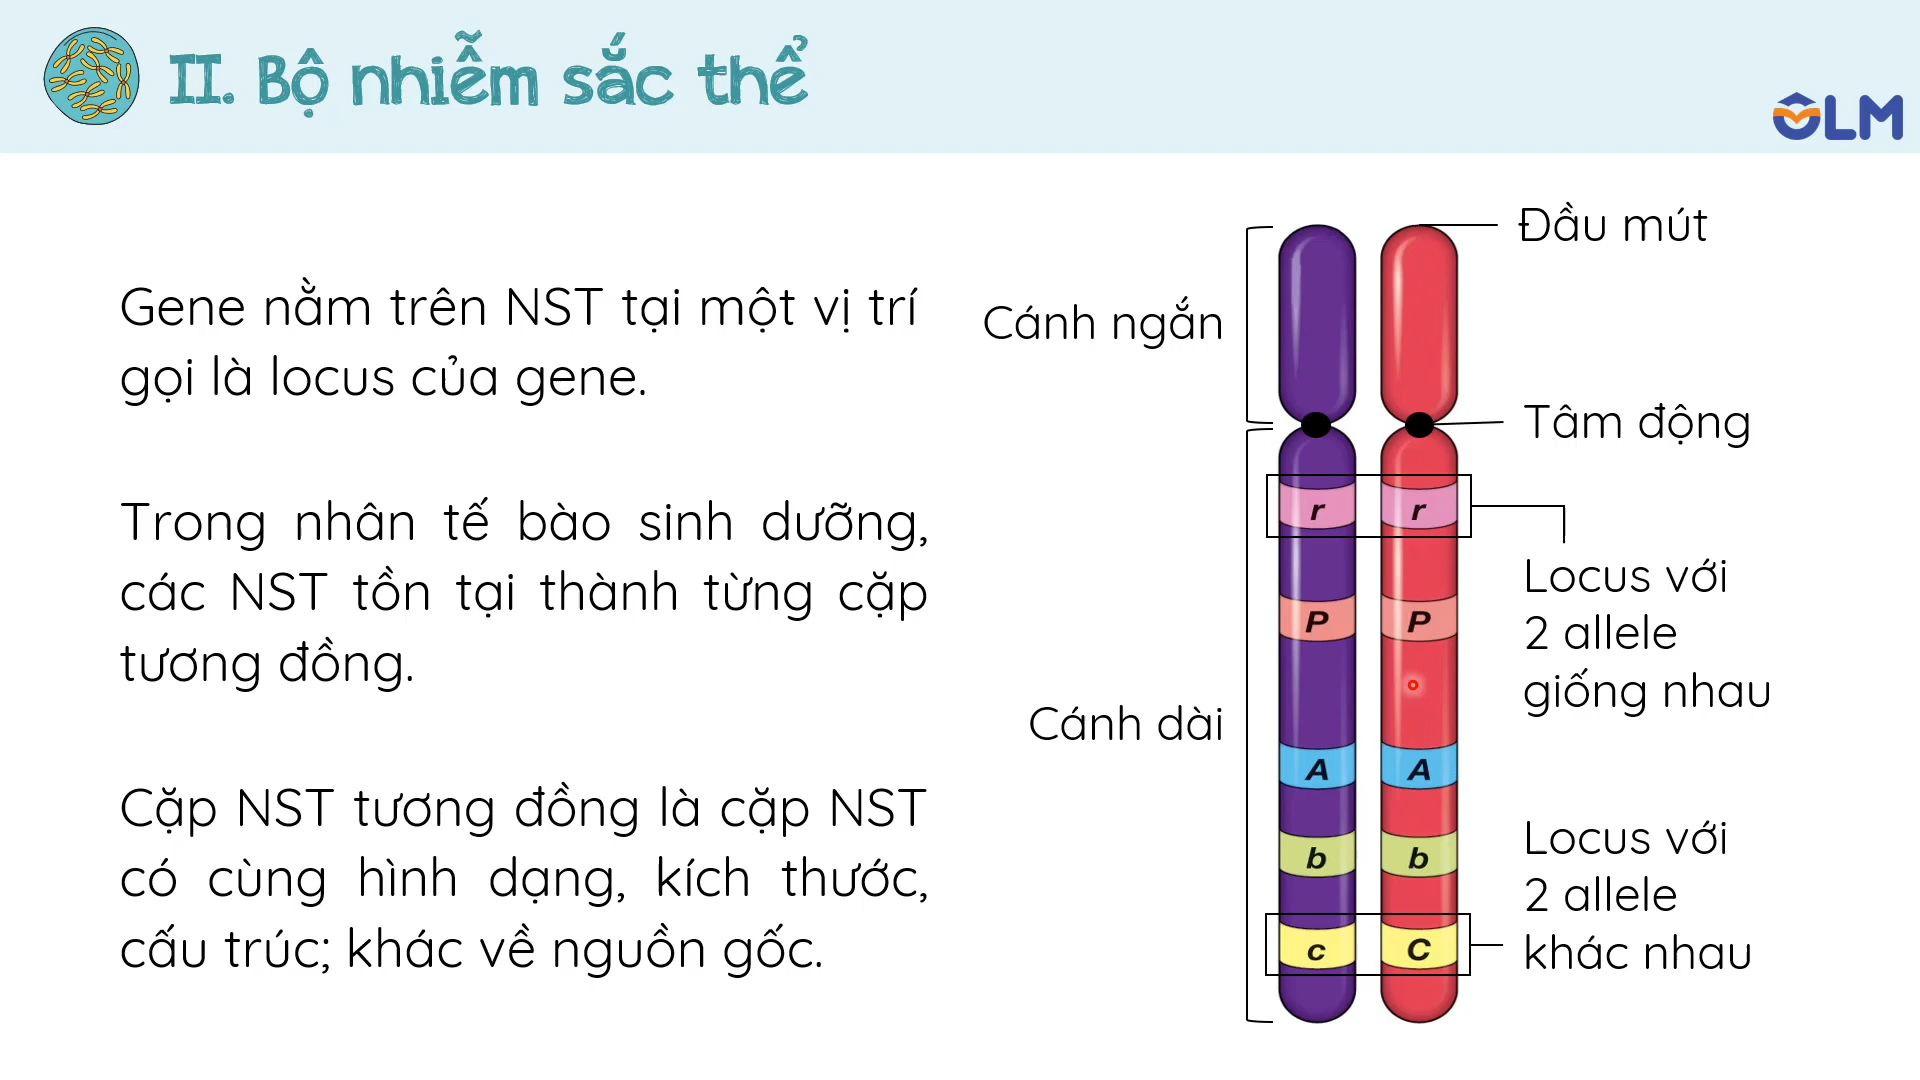 II. Bộ nhiễm sắc thể
OLM
Gene nằm trên NST tại một vị trí
gọi là locus của gene.
Trong nhân tế bào sinh dưỡng,
các NST tồn tại thành từng cặp
tương đồng.
Cặp NST tương đồng là cặp NST
có cùng hình dạng, kích thước,
cấu trúc; khác về nguồn gốc.
Đầu mút
Cánh ngắn
Tâm động
r r
Locus với
2 allele
giống nhau
P P
Cánh dài
A A
b b
Locus với
2 allele
khác nhau
c C